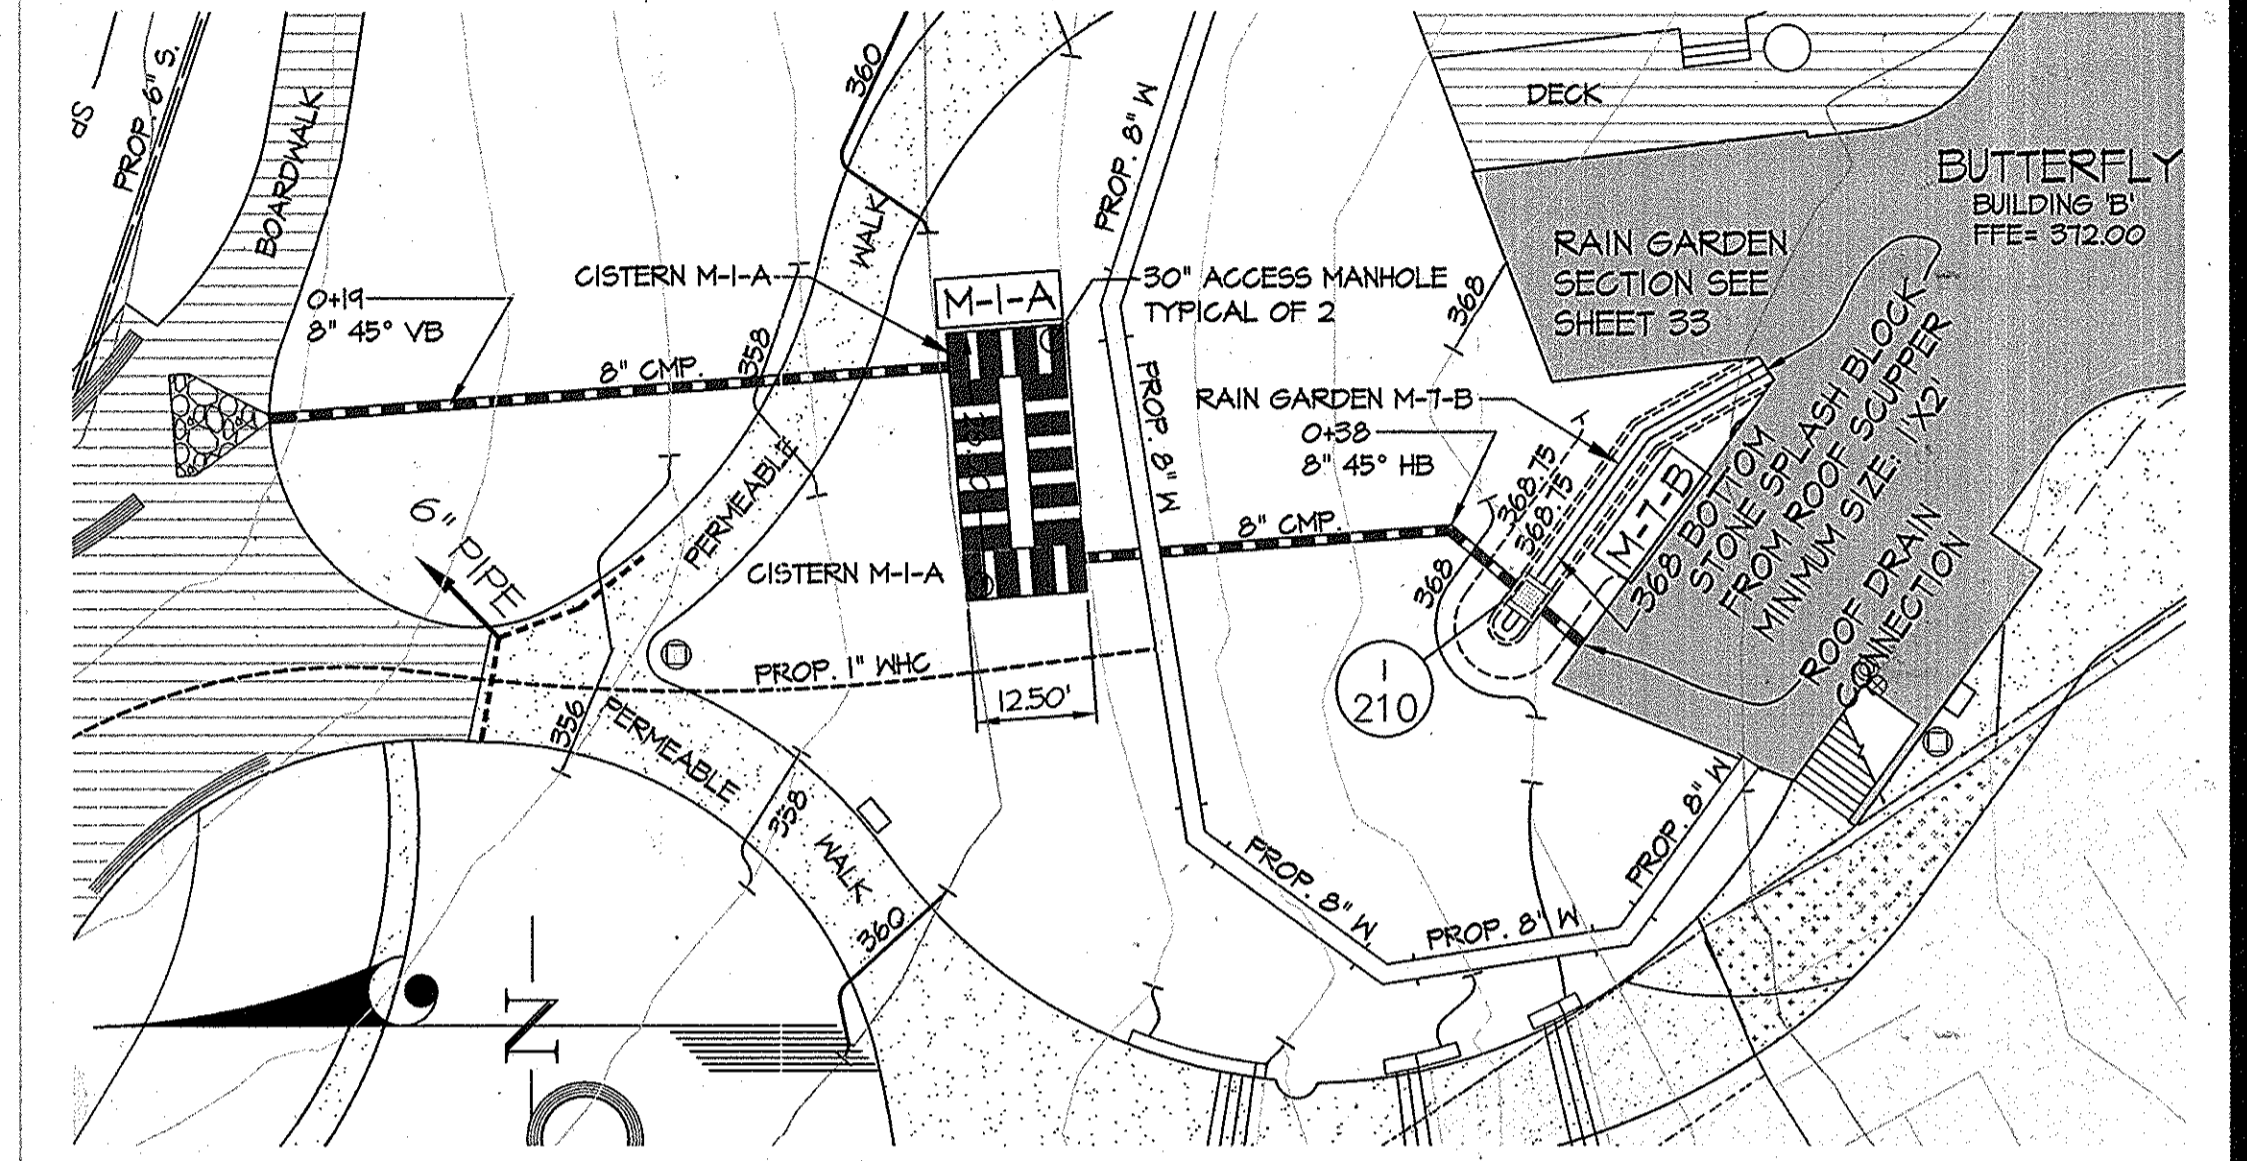 SP
PROP. 6" S.
BOARDWALK
360
WALK
PROP. 8" W
DECK
BUTTERFLY
BUILDING 'B'
FFE= 372.00
RAIN GARDEN
SECTION SEE
SHEET 33
CISTERN M-1-A
M-1-A
30" ACCESS MANHOLE
TYPICAL OF 2
368
0+19
8" 45° VB
358
8" CMP.
PROP. 8" W
RAIN GARDEN M-7-B
0+38
8" 45° HB
368.75
368.75
M-7-B
368 BOTTOM
STONE SPLASH BLOCK
FROM ROOF SCUPPER
MINIMUM SIZE: 1'X2'
ROOF DRAIN
CONNECTION
6" PIPE
PERMEABLE
8" CMP.
CISTERN M-1-A
368
PROP. 1" WHC
12.50'
1
210
356
PERMEABLE
358
WALK
360
PROP. 8" W
PROP. 8" W
PROP. 8" W
N